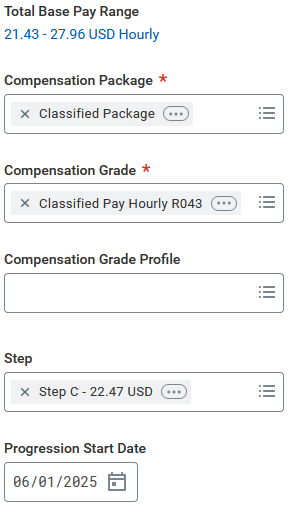 Total Base Pay Range
21.43 - 27.96 USD Hourly
Compensation Package *
× Classified Package
Compensation Grade *
× Classified Pay Hourly R043
Compensation Grade Profile
Step
× Step C - 22.47 USD
Progression Start Date
06/01/2025